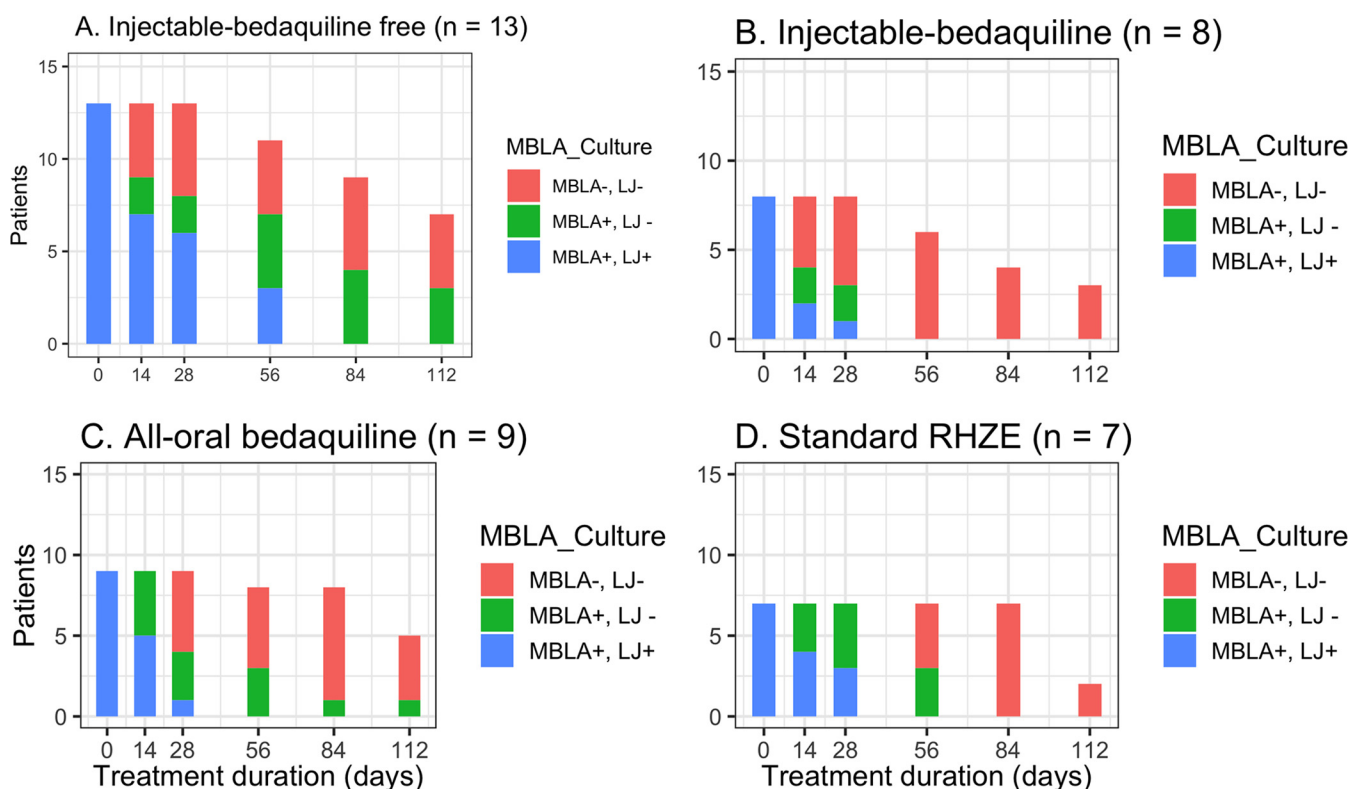 A. Injectable-bedaquiline free (n = 13)
15
10
5
0
Patients
0 14 28 56 84 112
MBLA_Culture
MBLA-, LJ-
MBLA+, LJ -
MBLA+, LJ+
B. Injectable-bedaquiline (n = 8)
15
10
5
0
0 14 28 56 84 112
MBLA_Culture
MBLA-, LJ-
MBLA+, LJ -
MBLA+, LJ+
C. All-oral bedaquiline (n = 9)
15
10
5
0
Patients
0 14 28 56 84 112
Treatment duration (days)
MBLA_Culture
MBLA-, LJ-
MBLA+, LJ -
MBLA+, LJ+
D. Standard RHZE (n = 7)
15
10
5
0
0 14 28 56 84 112
Treatment duration (days)
MBLA_Culture
MBLA-, LJ-
MBLA+, LJ -
MBLA+, LJ+